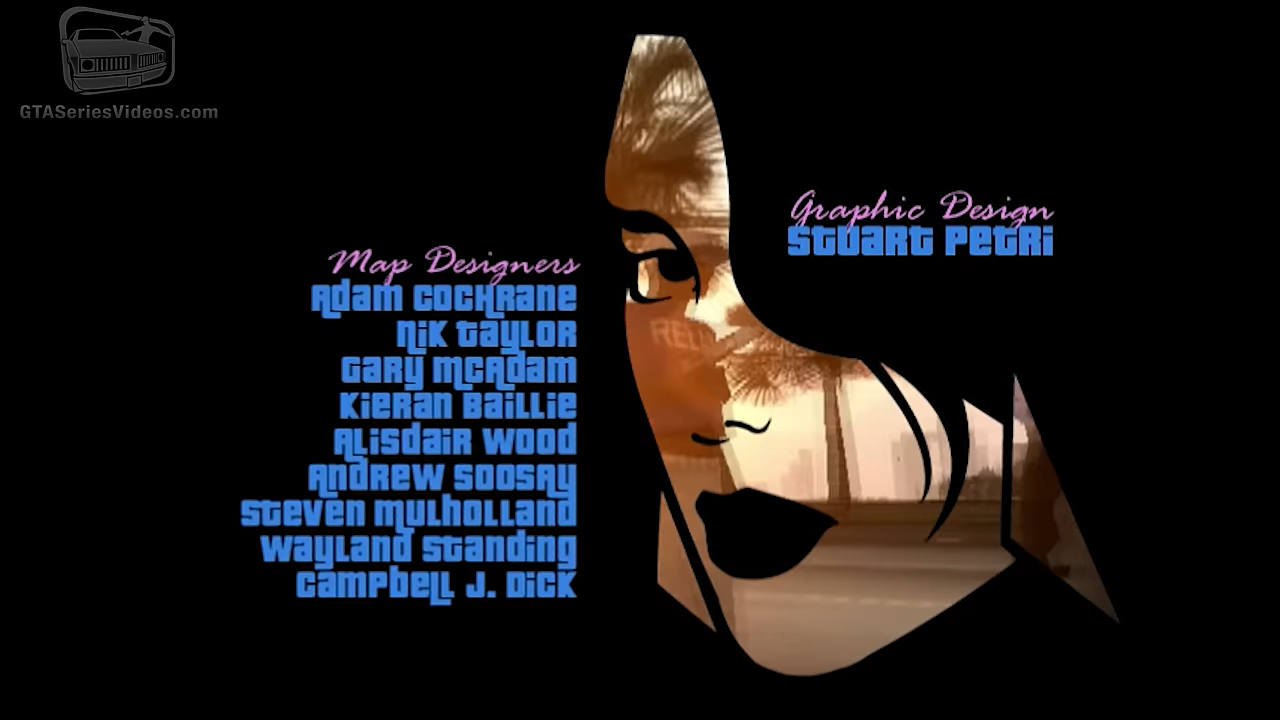 GTASeriesVideos.com
Map Designers
Adam Cochrane
Nik Taylor
Gary McAdam
Kieran Baillie
Alisdair Wood
Andrew Soosay
Steven Mulholland
Wayland Standing
Campbell J. Dick
Graphic Design
Stuart Petri